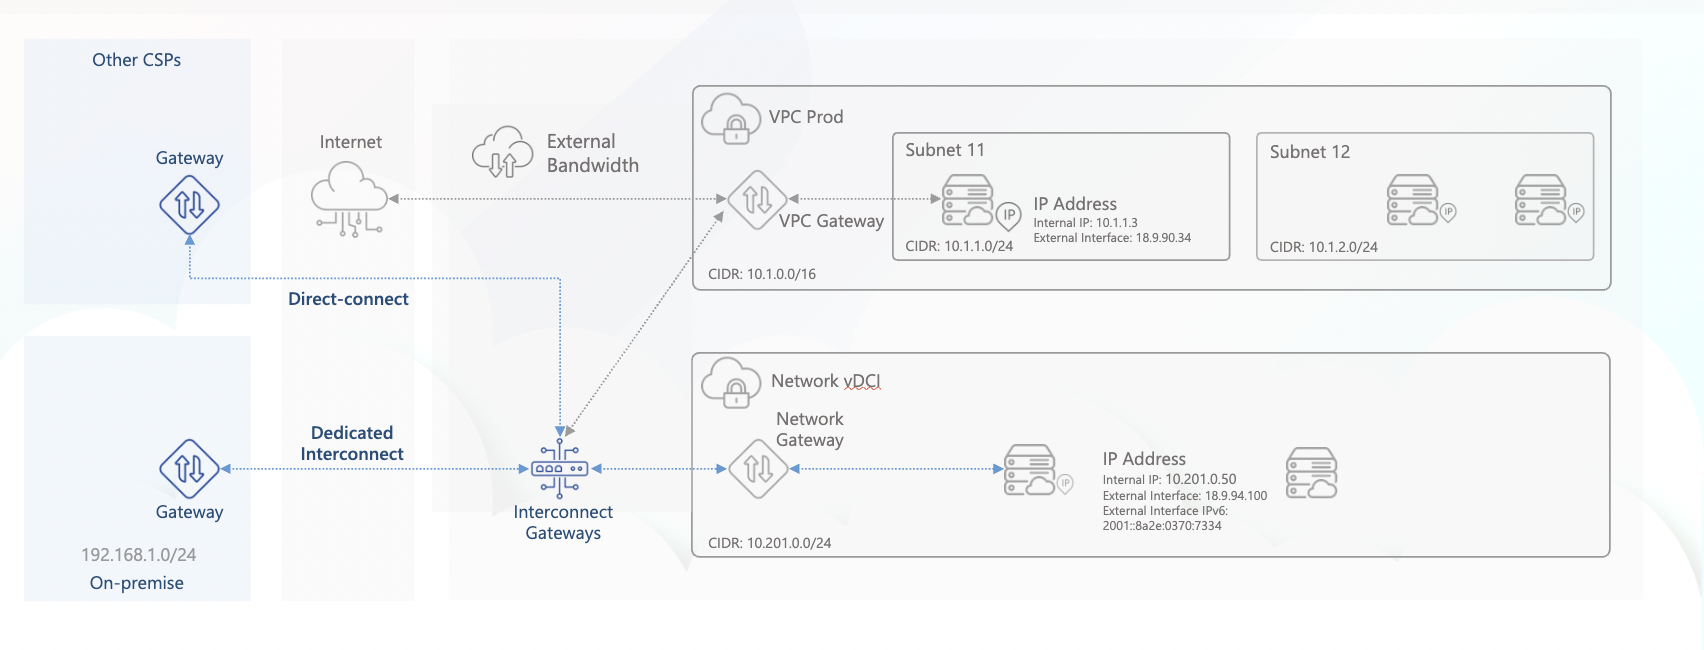 Other CSPs
Gateway
Internet
External
Bandwidth
VPC Prod
VPC Gateway
CIDR: 10.1.0.0/16
Subnet 11
IP
IP Address
Internal IP: 10.1.1.3
External Interface: 18.9.90.34
CIDR: 10.1.1.0/24
Subnet 12
IP
IP
CIDR: 10.1.2.0/24
Direct-connect
Dedicated
Interconnect
Gateway
192.168.1.0/24
On-premise
Interconnect
Gateways
Network vDCI
Network
Gateway
IP
IP Address
Internal IP: 10.201.0.50
External Interface: 18.9.94.100
External Interface IPv6:
2001::8a2e:0370:7334
CIDR: 10.201.0.0/24